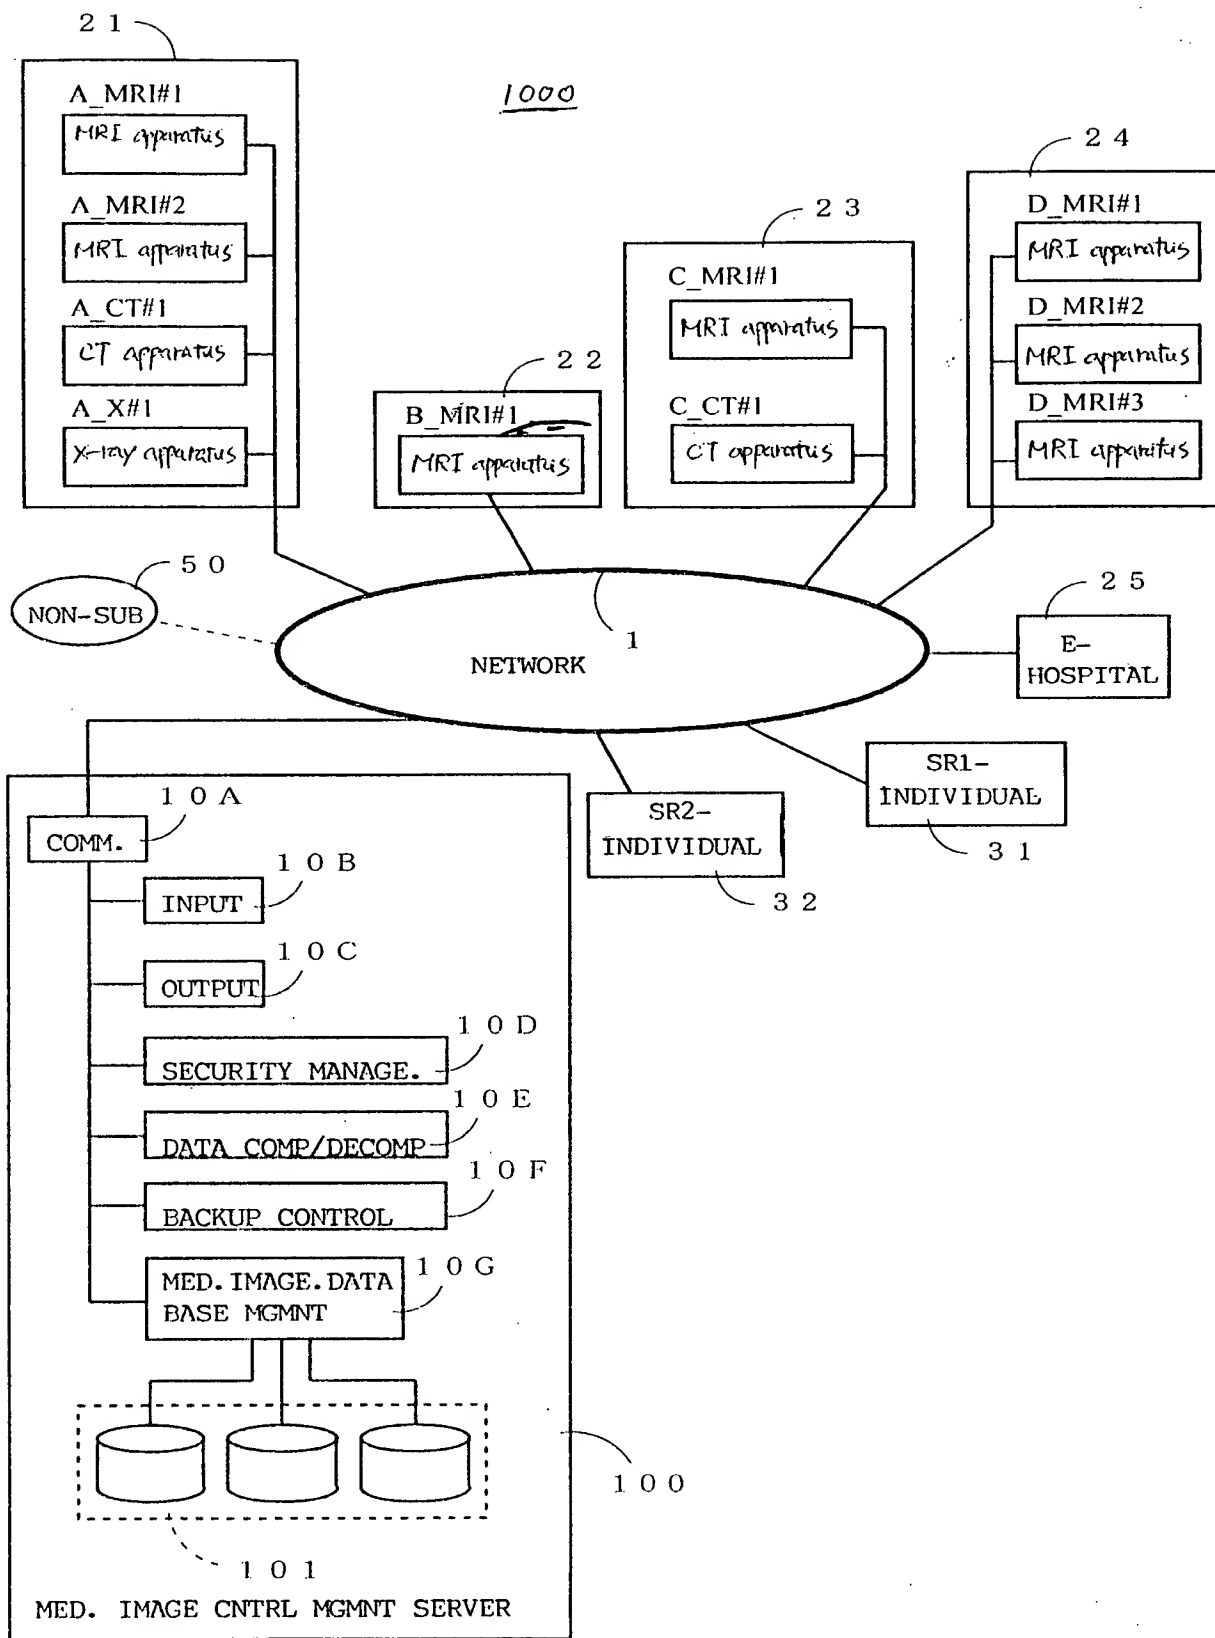 2 1
A_MRI#1
MRI apparatus
A_MRI#2
MRI apparatus
A_CT#1
CT apparatus
A_X#1
X-ray apparatus
1000
2 2
B_MRI#1
MRI apparatus
2 3
C_MRI#1
MRI apparatus
C_CT#1
CT apparatus
2 4
D_MRI#1
MRI apparatus
D_MRI#2
MRI apparatus
D_MRI#3
MRI apparatus
5 0
NON-SUB
1
NETWORK
2 5
E-
HOSPITAL
SR1-
INDIVIDUAL
3 1
SR2-
INDIVIDUAL
3 2
1 0 A
COMM.
1 0 B
INPUT
1 0 C
OUTPUT
1 0 D
SECURITY MANAGE.
1 0 E
DATA COMP/DECOMP
1 0 F
BACKUP CONTROL
1 0 G
MED.IMAGE.DATA
BASE MGMNT
1 0 0
1 0 1
MED. IMAGE CNTRL MGMNT SERVER